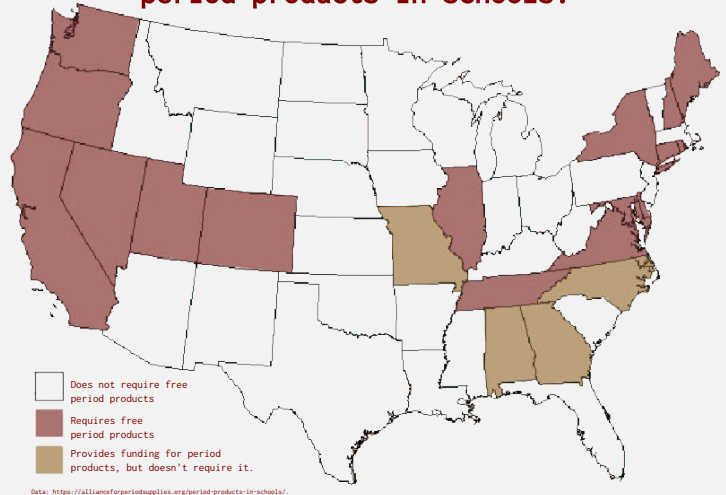 period products in schools?
Does not require free
period products
Requires free
period products
Provides funding for period
products, but doesn't require it.
Data: https://allianceforperiodsupplies.org/period-products-in-schools/.